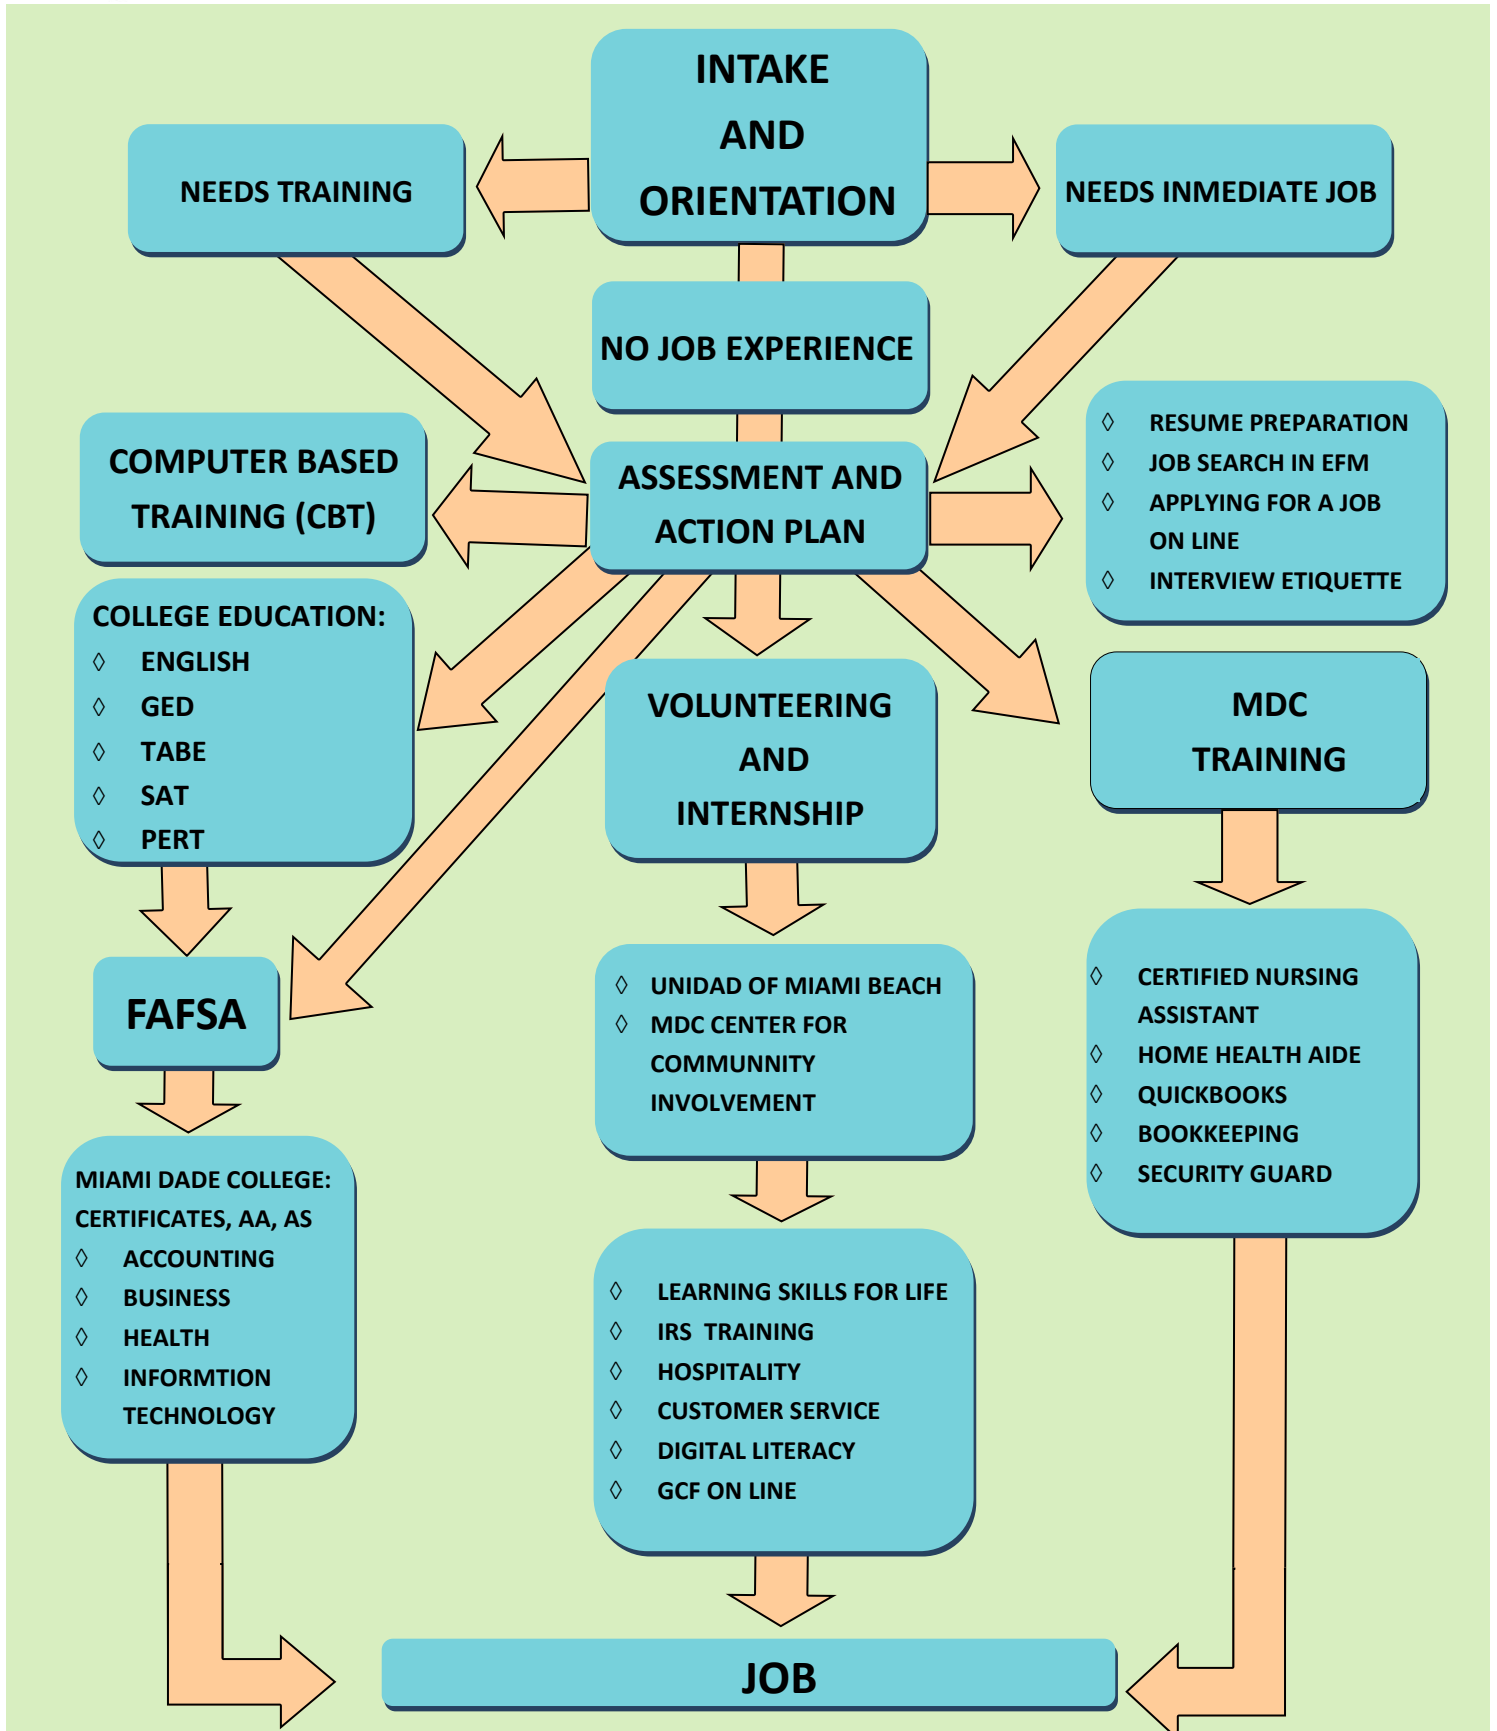 INTAKE
AND
ORIENTATION
NEEDS TRAINING
NEEDS INMEDIATE JOB
NO JOB EXPERIENCE
COMPUTER BASED
TRAINING (CBT)
ASSESSMENT AND
ACTION PLAN
◊ RESUME PREPARATION
◊ JOB SEARCH IN EFM
◊ APPLYING FOR A JOB
ON LINE
◊ INTERVIEW ETIQUETTE
COLLEGE EDUCATION:
◊ ENGLISH
◊ GED
◊ TABE
◊ SAT
◊ PERT
VOLUNTEERING
AND
INTERNSHIP
MDC
TRAINING
FAFSA
◊ UNIDAD OF MIAMI BEACH
◊ MDC CENTER FOR
COMMUNNITY
INVOLVEMENT
◊ CERTIFIED NURSING
ASSISTANT
◊ HOME HEALTH AIDE
◊ QUICKBOOKS
◊ BOOKKEEPING
◊ SECURITY GUARD
MIAMI DADE COLLEGE:
CERTIFICATES, AA, AS
◊ ACCOUNTING
◊ BUSINESS
◊ HEALTH
◊ INFORMTION
TECHNOLOGY
◊ LEARNING SKILLS FOR LIFE
◊ IRS TRAINING
◊ HOSPITALITY
◊ CUSTOMER SERVICE
◊ DIGITAL LITERACY
◊ GCF ON LINE
JOB